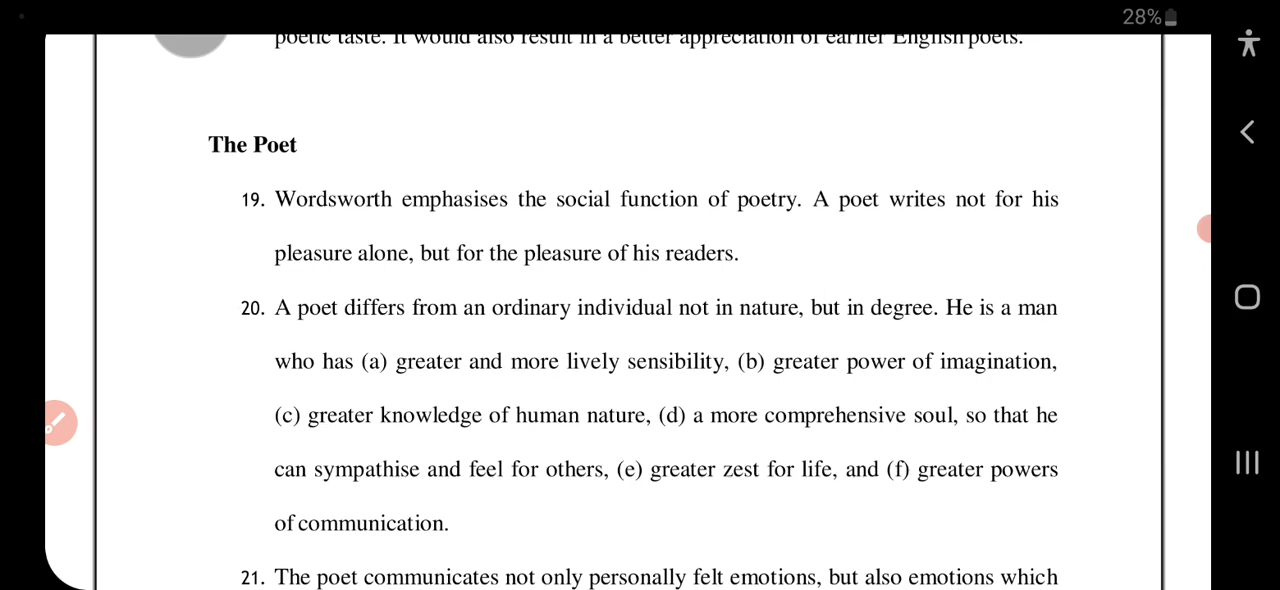 28%
poetic taste. It would also result in a better appreciation of earlier English poets.
The Poet
19. Wordsworth emphasises the social function of poetry. A poet writes not for his
pleasure alone, but for the pleasure of his readers.
20. A poet differs from an ordinary individual not in nature, but in degree. He is a man
who has (a) greater and more lively sensibility, (b) greater power of imagination,
(c) greater knowledge of human nature, (d) a more comprehensive soul, so that he
can sympathise and feel for others, (e) greater zest for life, and (f) greater powers
of communication.
21. The poet communicates not only personally felt emotions, but also emotions which